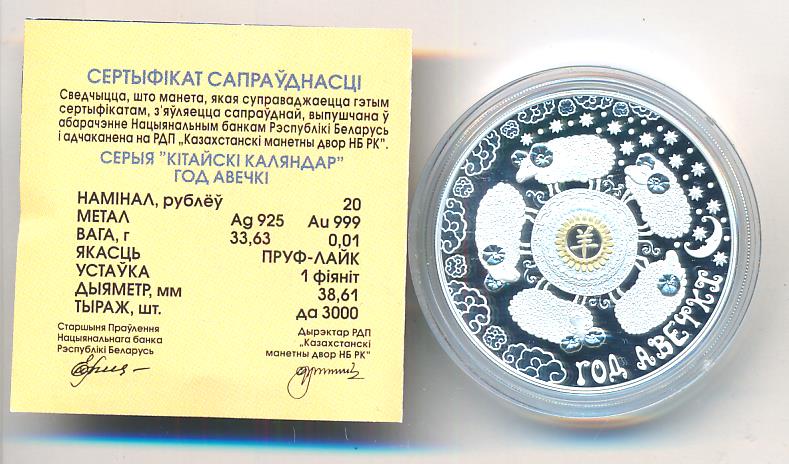 СЕРТЫФІКАТ САПРАЎДНАСЦІ
Сведчыцца, што манета, якая суправаджаецца гэтым
сертыфікатам, з'яўляецца сапраўднай, выпушчана ў
абарачэнне Нацыянальным банкам Рэспублікі Беларусь
і адчаканена на РДП „Казахстанскі манетны двор НБ РК".
СЕРЫЯ "КІТАЙСКІ КАЛЯНДАР"
ГОД АВЕЧКІ
НАМІНАЛ, рублёў 20
МЕТАЛ Ag 925 Au 999
ВАГА, г 33,63 0,01
ЯКАСЦЬ ПРУФ-ЛАЙК
УСТАЎКА 1 фіяніт
ДЫЯМЕТР, мм 38,61
ТЫРАЖ, шт. да 3000
Старшыня Праўлення
Нацыянальнага банка
Рэспублікі Беларусь
Дырэктар РДП
„Казахстанскі
манетны двор НБ РК"
羊
ГОД АВЕЧКІ